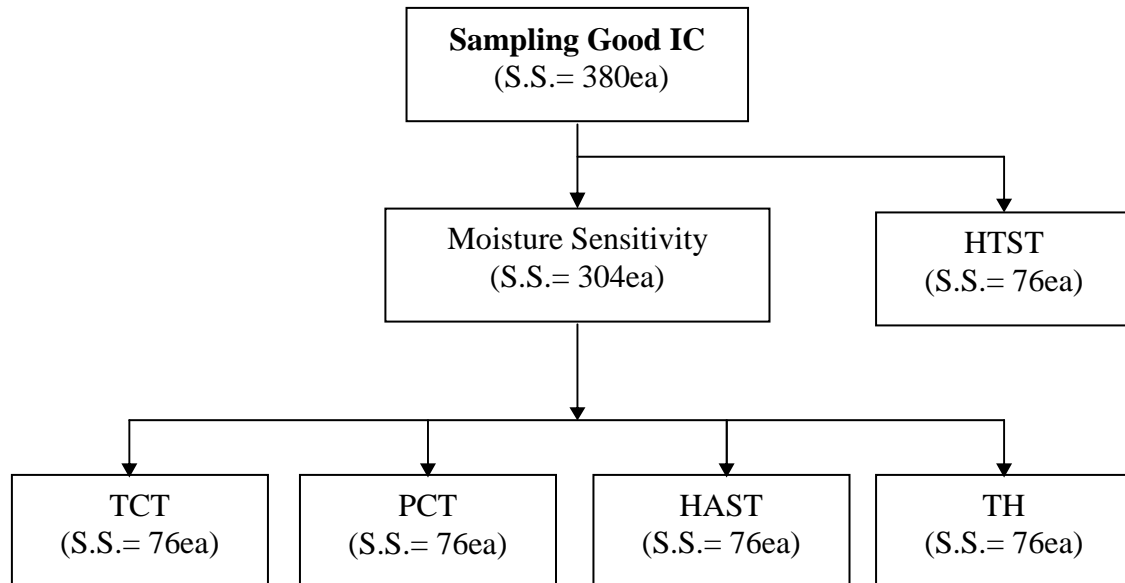 Sampling Good IC
(S.S.= 380ea)
Moisture Sensitivity
(S.S.= 304ea)
HTST
(S.S.= 76ea)
TCT
(S.S.= 76ea)
PCT
(S.S.= 76ea)
HAST
(S.S.= 76ea)
TH
(S.S.= 76ea)